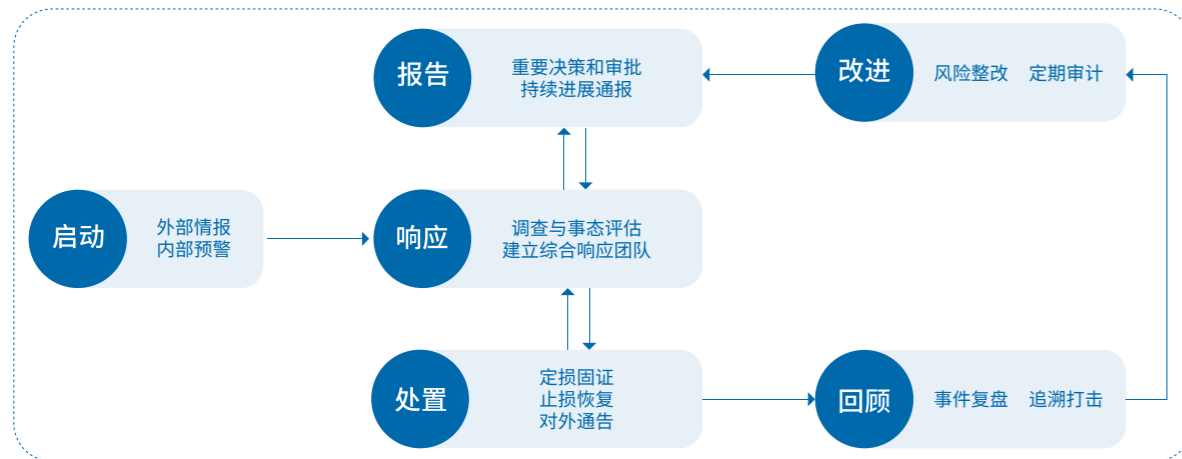 报告
重要决策和审批
持续进展通报
改进
风险整改 定期审计
启动
外部情报
内部预警
响应
调查与事态评估
建立综合响应团队
处置
定损固证
止损恢复
对外通告
回顾
事件复盘 追溯打击